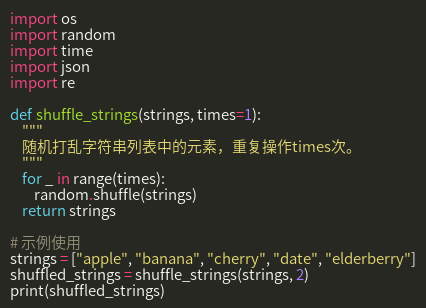 import os
import random
import time
import json
import re

def shuffle_strings(strings, times=1):
    """
    随机打乱字符串列表中的元素，重复操作times次。
    """
    for _ in range(times):
        random.shuffle(strings)
    return strings

# 示例使用
strings = ["apple", "banana", "cherry", "date", "elderberry"]
shuffled_strings = shuffle_strings(strings, 2)
print(shuffled_strings)